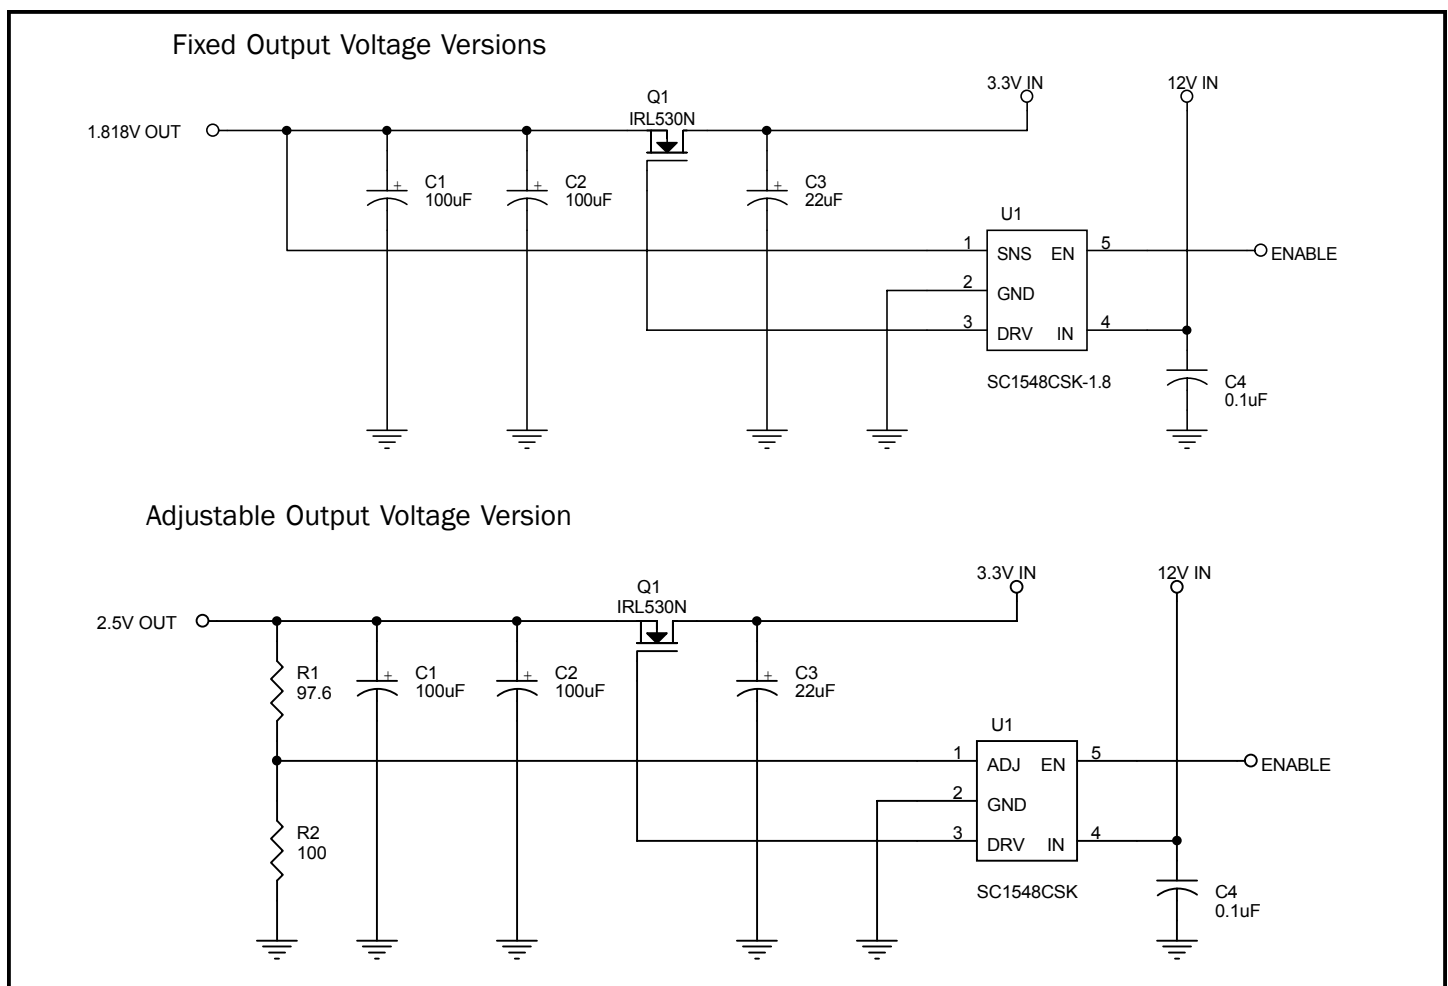 Fixed Output Voltage Versions
3.3V IN
12V IN
Q1
IRL530N
1.818V OUT
+
C1
100uF
+
C2
100uF
+
C3
22uF
U1
1
SNS
EN
5
ENABLE
2
GND
3
DRV
IN
4
SC1548CSK-1.8
C4
0.1uF
Adjustable Output Voltage Version
3.3V IN
12V IN
Q1
IRL530N
2.5V OUT
R1
97.6
+
C1
100uF
+
C2
100uF
+
C3
22uF
U1
1
ADJ
EN
5
ENABLE
2
GND
R2
100
3
DRV
IN
4
SC1548CSK
C4
0.1uF